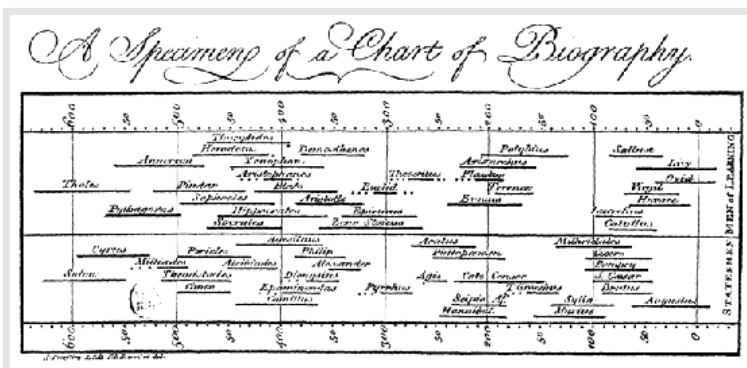 A Specimen of a Chart of Biography.
600 50 500 50 400 50 300 50 200 50 100 50 0
Thucydides
Herodotus Demosthenes Polybius Sallust
Anacreon Xenophon Aristarchus Livy
Aristophanes Theocritus Plautus Ovid
Thales Pindar Plato Euclid Terence Virgil
Sophocles Aristotle Ennius Horace
Pythagoras Hippocrates Epicurus Lucretius
Socrates Zeno Catullus
MEN of LEARNING
Camillus Aratus Mithridates
Cyrus Pericles Philip Philopoemen Cicero
Miltiades Alcibiades Alexander Pompey
Solon Themistocles Dionysius Agis Cato Censor J. Caesar
Cimon Epaminondas Pyrrhus Brutus
Scipio Af. Sylla Augustus
Hannibal Marius
STATESMEN
600 50 500 50 400 50 300 50 200 50 100 50 0